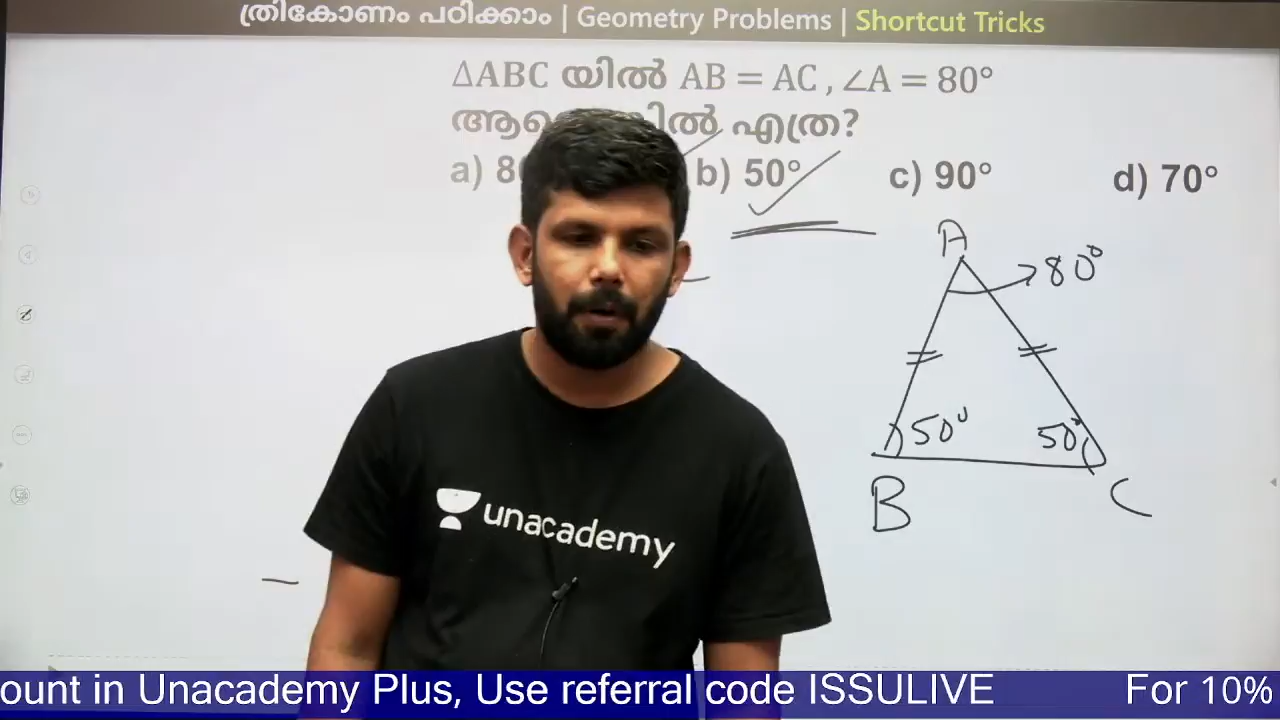 ത്രികോണം പഠിക്കാം | Geometry Problems | Shortcut Tricks
ΔABC യിൽ AB = AC , ∠A = 80°
എത്ര?
b) 50° c) 90° d) 70°
A
80°
50° 50°
B C
unacademy
ount in Unacademy Plus, Use referral code ISSULIVE For 10%